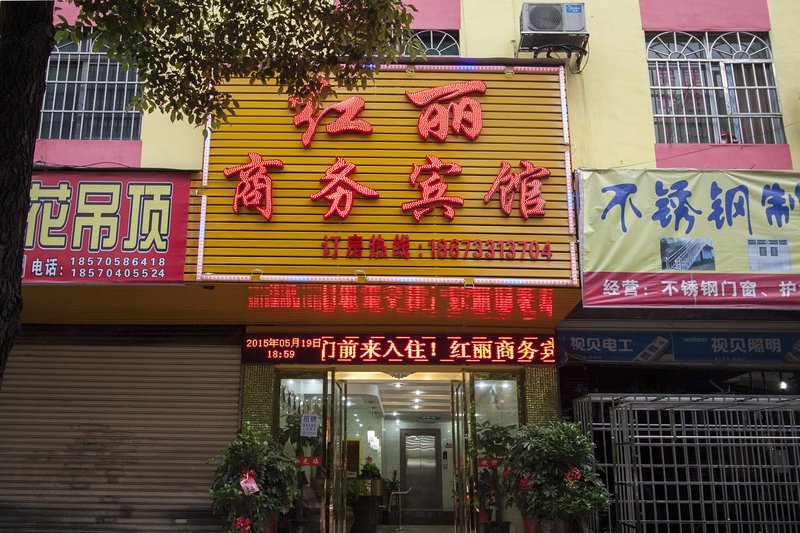 红丽
商务宾馆
订房热线:18673313704
花吊顶
电话:18570586418
18570405524
不锈钢制
经营:不锈钢门窗、护
2015年05月19日
18:59
门前来入住!红丽商务宾
视贝电工
视贝照明
招聘